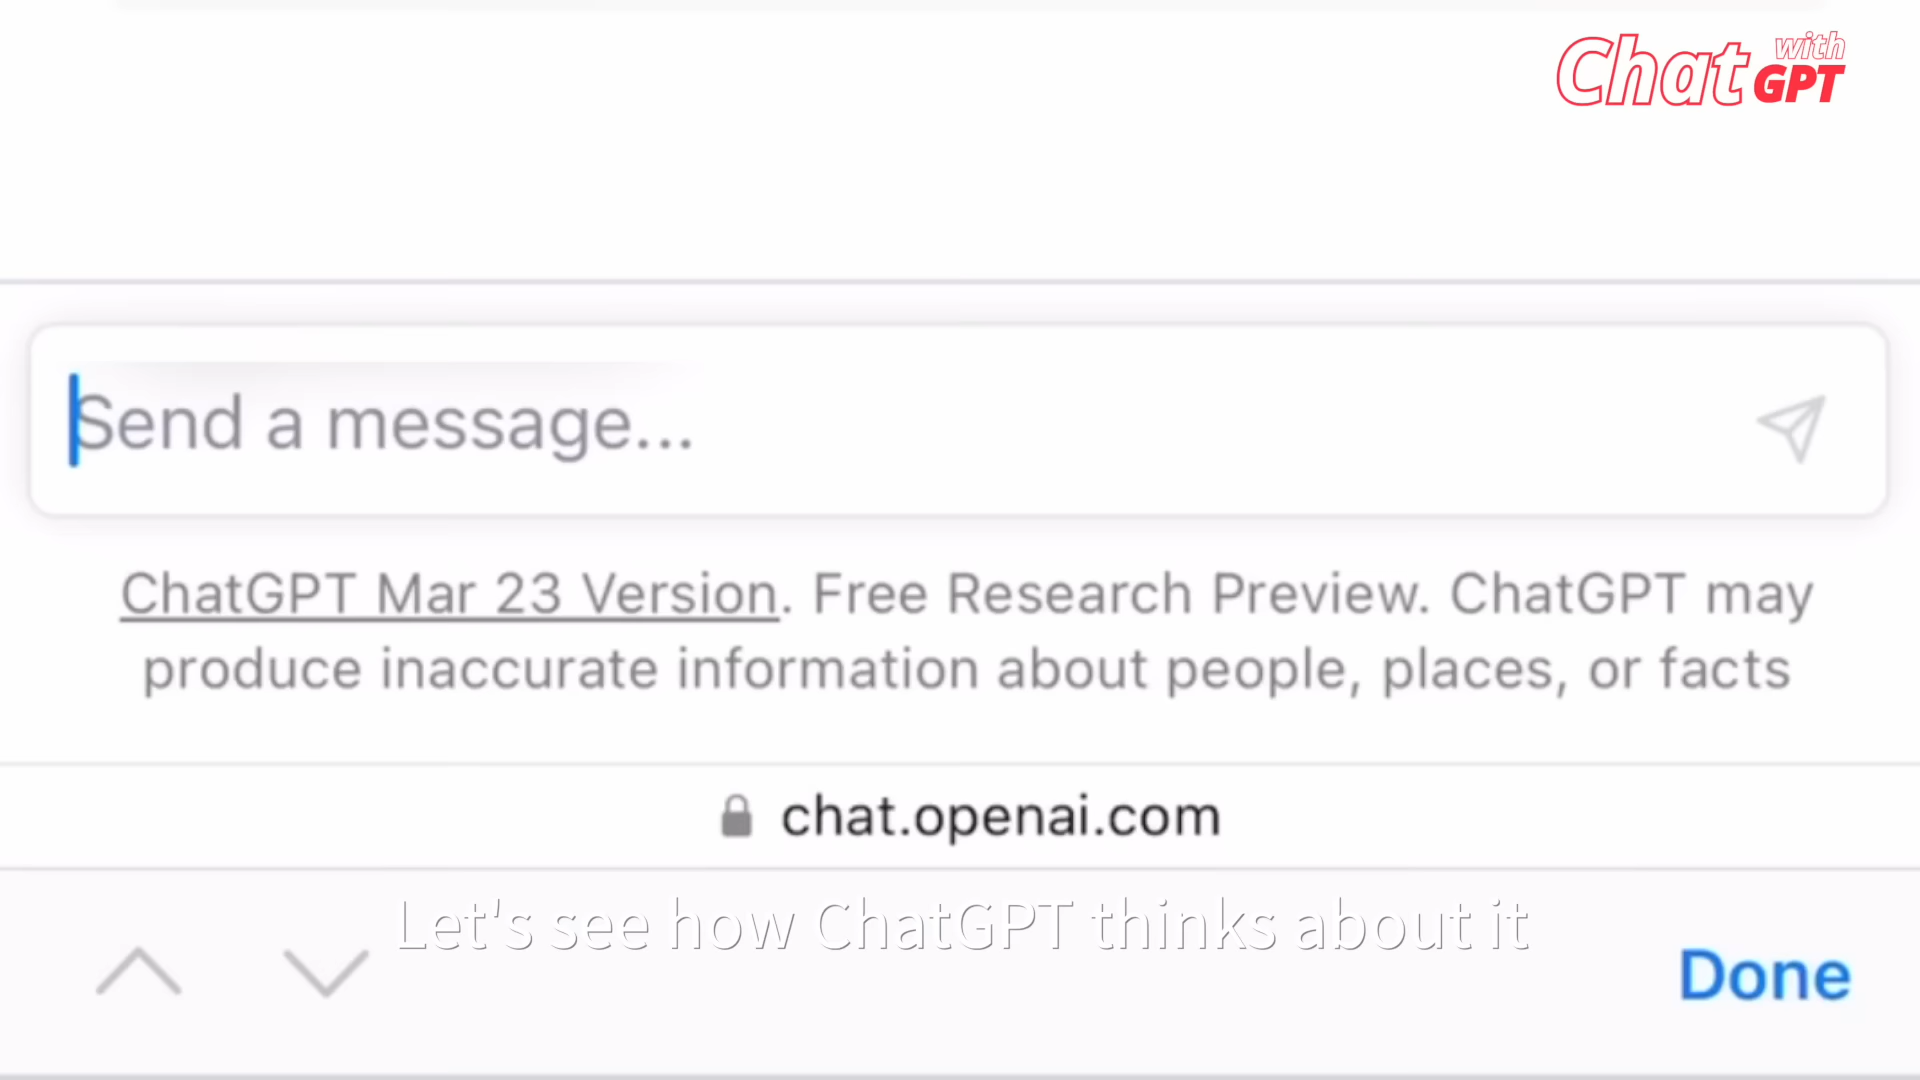 Chat with GPT
Send a message...
ChatGPT Mar 23 Version. Free Research Preview. ChatGPT may
produce inaccurate information about people, places, or facts
chat.openai.com
Let's see how ChatGPT thinks about it
Done